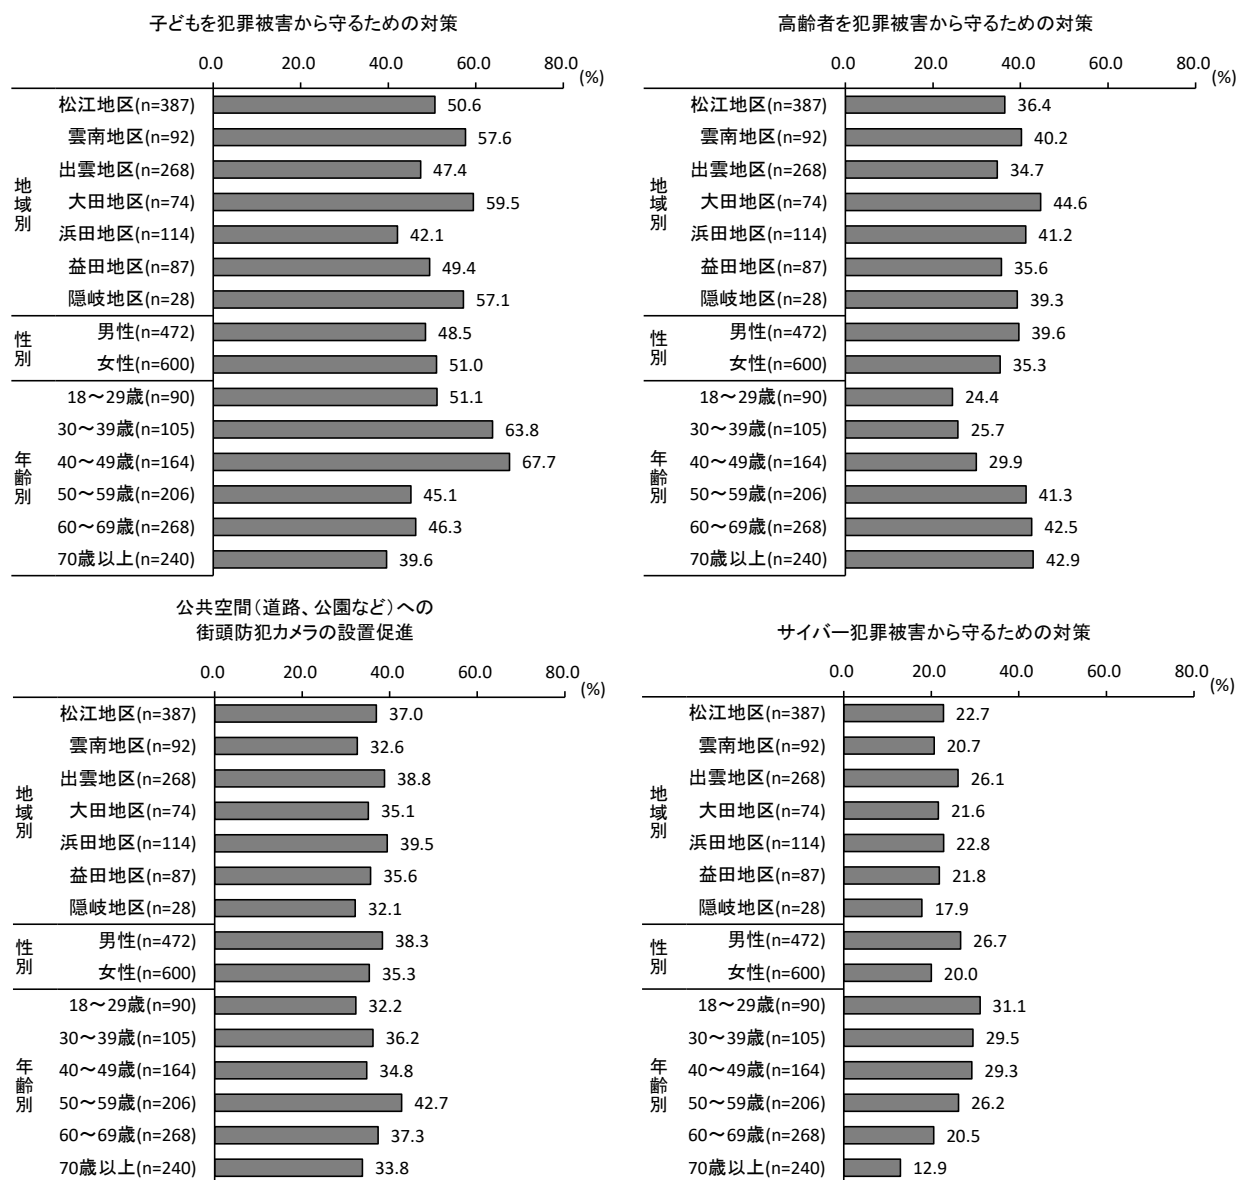 子どもを犯罪被害から守るための対策
0.0 20.0 40.0 60.0 80.0
(%)
地域別
松江地区(n=387) 50.6
雲南地区(n=92) 57.6
出雲地区(n=268) 47.4
大田地区(n=74) 59.5
浜田地区(n=114) 42.1
益田地区(n=87) 49.4
隠岐地区(n=28) 57.1
性別
男性(n=472) 48.5
女性(n=600) 51.0
年齢別
18～29歳(n=90) 51.1
30～39歳(n=105) 63.8
40～49歳(n=164) 67.7
50～59歳(n=206) 45.1
60～69歳(n=268) 46.3
70歳以上(n=240) 39.6
高齢者を犯罪被害から守るための対策
0.0 20.0 40.0 60.0 80.0
(%)
地域別
松江地区(n=387) 36.4
雲南地区(n=92) 40.2
出雲地区(n=268) 34.7
大田地区(n=74) 44.6
浜田地区(n=114) 41.2
益田地区(n=87) 35.6
隠岐地区(n=28) 39.3
性別
男性(n=472) 39.6
女性(n=600) 35.3
年齢別
18～29歳(n=90) 24.4
30～39歳(n=105) 25.7
40～49歳(n=164) 29.9
50～59歳(n=206) 41.3
60～69歳(n=268) 42.5
70歳以上(n=240) 42.9
公共空間（道路、公園など）への
街頭防犯カメラの設置促進
0.0 20.0 40.0 60.0 80.0
(%)
地域別
松江地区(n=387) 37.0
雲南地区(n=92) 32.6
出雲地区(n=268) 38.8
大田地区(n=74) 35.1
浜田地区(n=114) 39.5
益田地区(n=87) 35.6
隠岐地区(n=28) 32.1
性別
男性(n=472) 38.3
女性(n=600) 35.3
年齢別
18～29歳(n=90) 32.2
30～39歳(n=105) 36.2
40～49歳(n=164) 34.8
50～59歳(n=206) 42.7
60～69歳(n=268) 37.3
70歳以上(n=240) 33.8
サイバー犯罪被害から守るための対策
0.0 20.0 40.0 60.0 80.0
(%)
地域別
松江地区(n=387) 22.7
雲南地区(n=92) 20.7
出雲地区(n=268) 26.1
大田地区(n=74) 21.6
浜田地区(n=114) 22.8
益田地区(n=87) 21.8
隠岐地区(n=28) 17.9
性別
男性(n=472) 26.7
女性(n=600) 20.0
年齢別
18～29歳(n=90) 31.1
30～39歳(n=105) 29.5
40～49歳(n=164) 29.3
50～59歳(n=206) 26.2
60～69歳(n=268) 20.5
70歳以上(n=240) 12.9